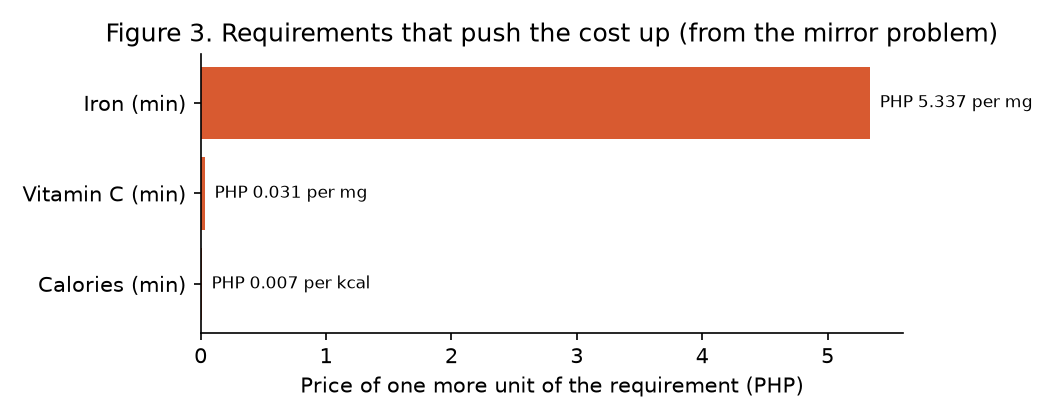 Figure 3. Requirements that push the cost up (from the mirror problem)
Iron (min)
PHP 5.337 per mg
Vitamin C (min)
PHP 0.031 per mg
Calories (min)
PHP 0.007 per kcal
0 1 2 3 4 5
Price of one more unit of the requirement (PHP)